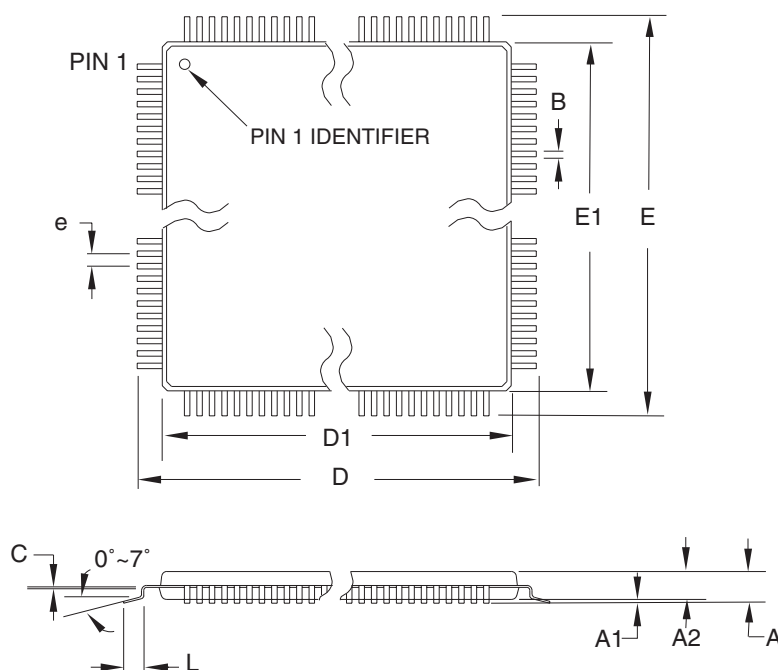 PIN 1
PIN 1 IDENTIFIER
B
e
E1
E
D1
D
C
0°~7°
L
A1
A2
A